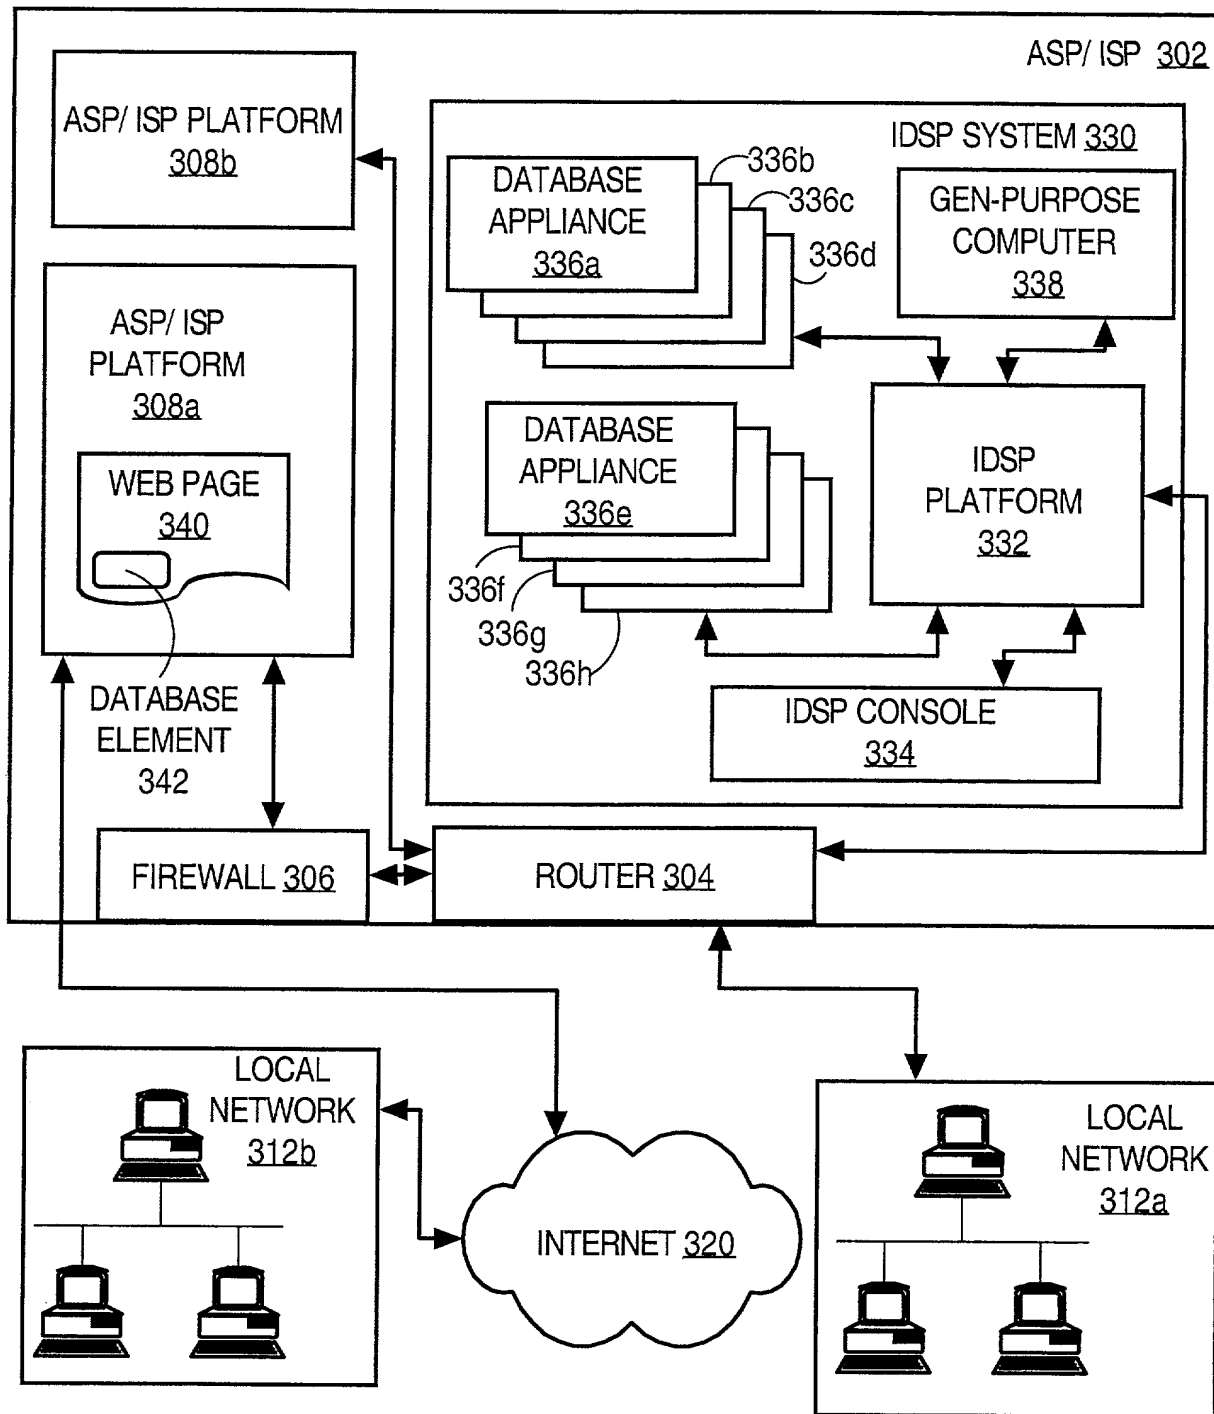 ASP/ ISP 302
ASP/ ISP PLATFORM
308b
IDSP SYSTEM 330
DATABASE
APPLIANCE
336a
336b
336c
336d
GEN-PURPOSE
COMPUTER
338
ASP/ ISP
PLATFORM
308a
WEB PAGE
340
DATABASE
APPLIANCE
336e
336f
336g
336h
IDSP
PLATFORM
332
DATABASE
ELEMENT
342
IDSP CONSOLE
334
FIREWALL 306
ROUTER 304
LOCAL
NETWORK
312b
INTERNET 320
LOCAL
NETWORK
312a